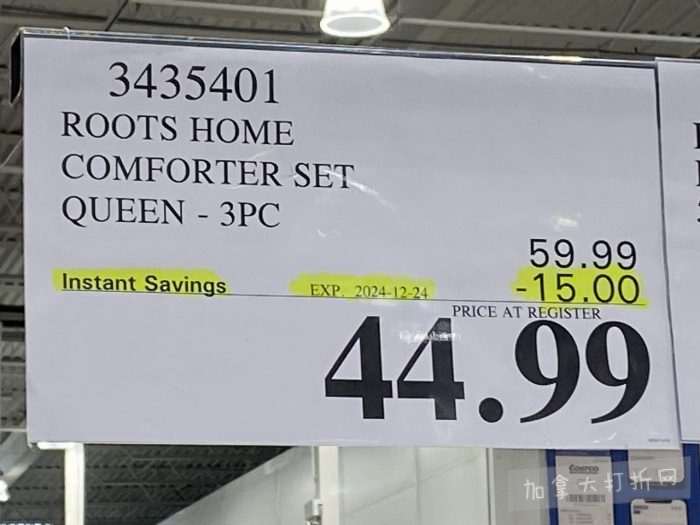 3435401
ROOTS HOME
COMFORTER SET
QUEEN - 3PC
59.99
Instant Savings EXP. 2024-12-24 -15.00
PRICE AT REGISTER
44.99
COSTCO
加拿大打折网